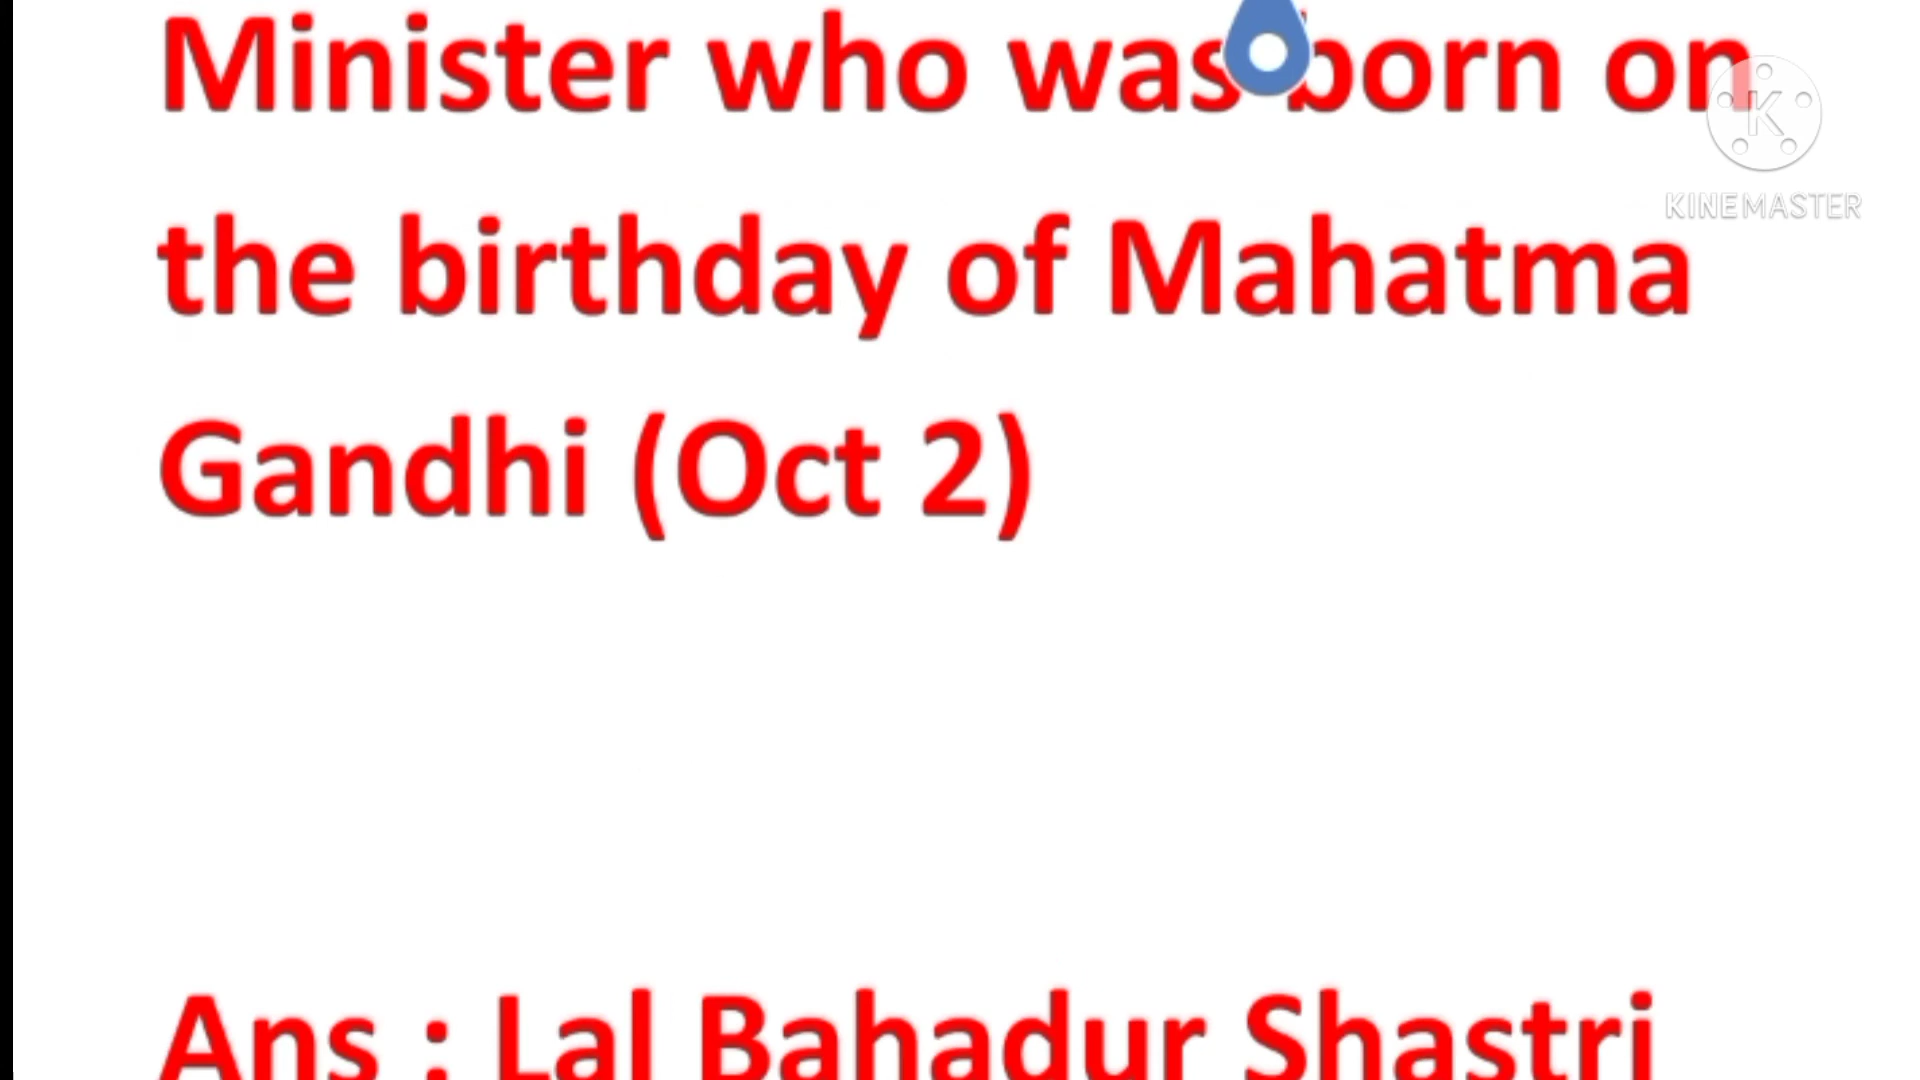 Minister who was born on
K
KINEMASTER
the birthday of Mahatma
Gandhi (Oct 2)
Ans : Lal Bahadur Shastri